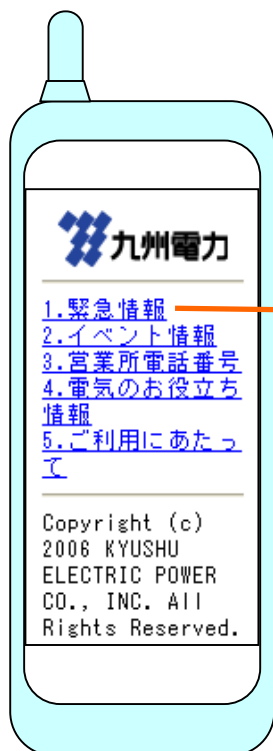 九州電力
1.緊急情報
2.イベント情報
3.営業所電話番号
4.電気のお役立ち
情報
5.ご利用にあたっ
て
Copyright (c)
2006 KYUSHU
ELECTRIC POWER
CO., INC. All
Rights Reserved.